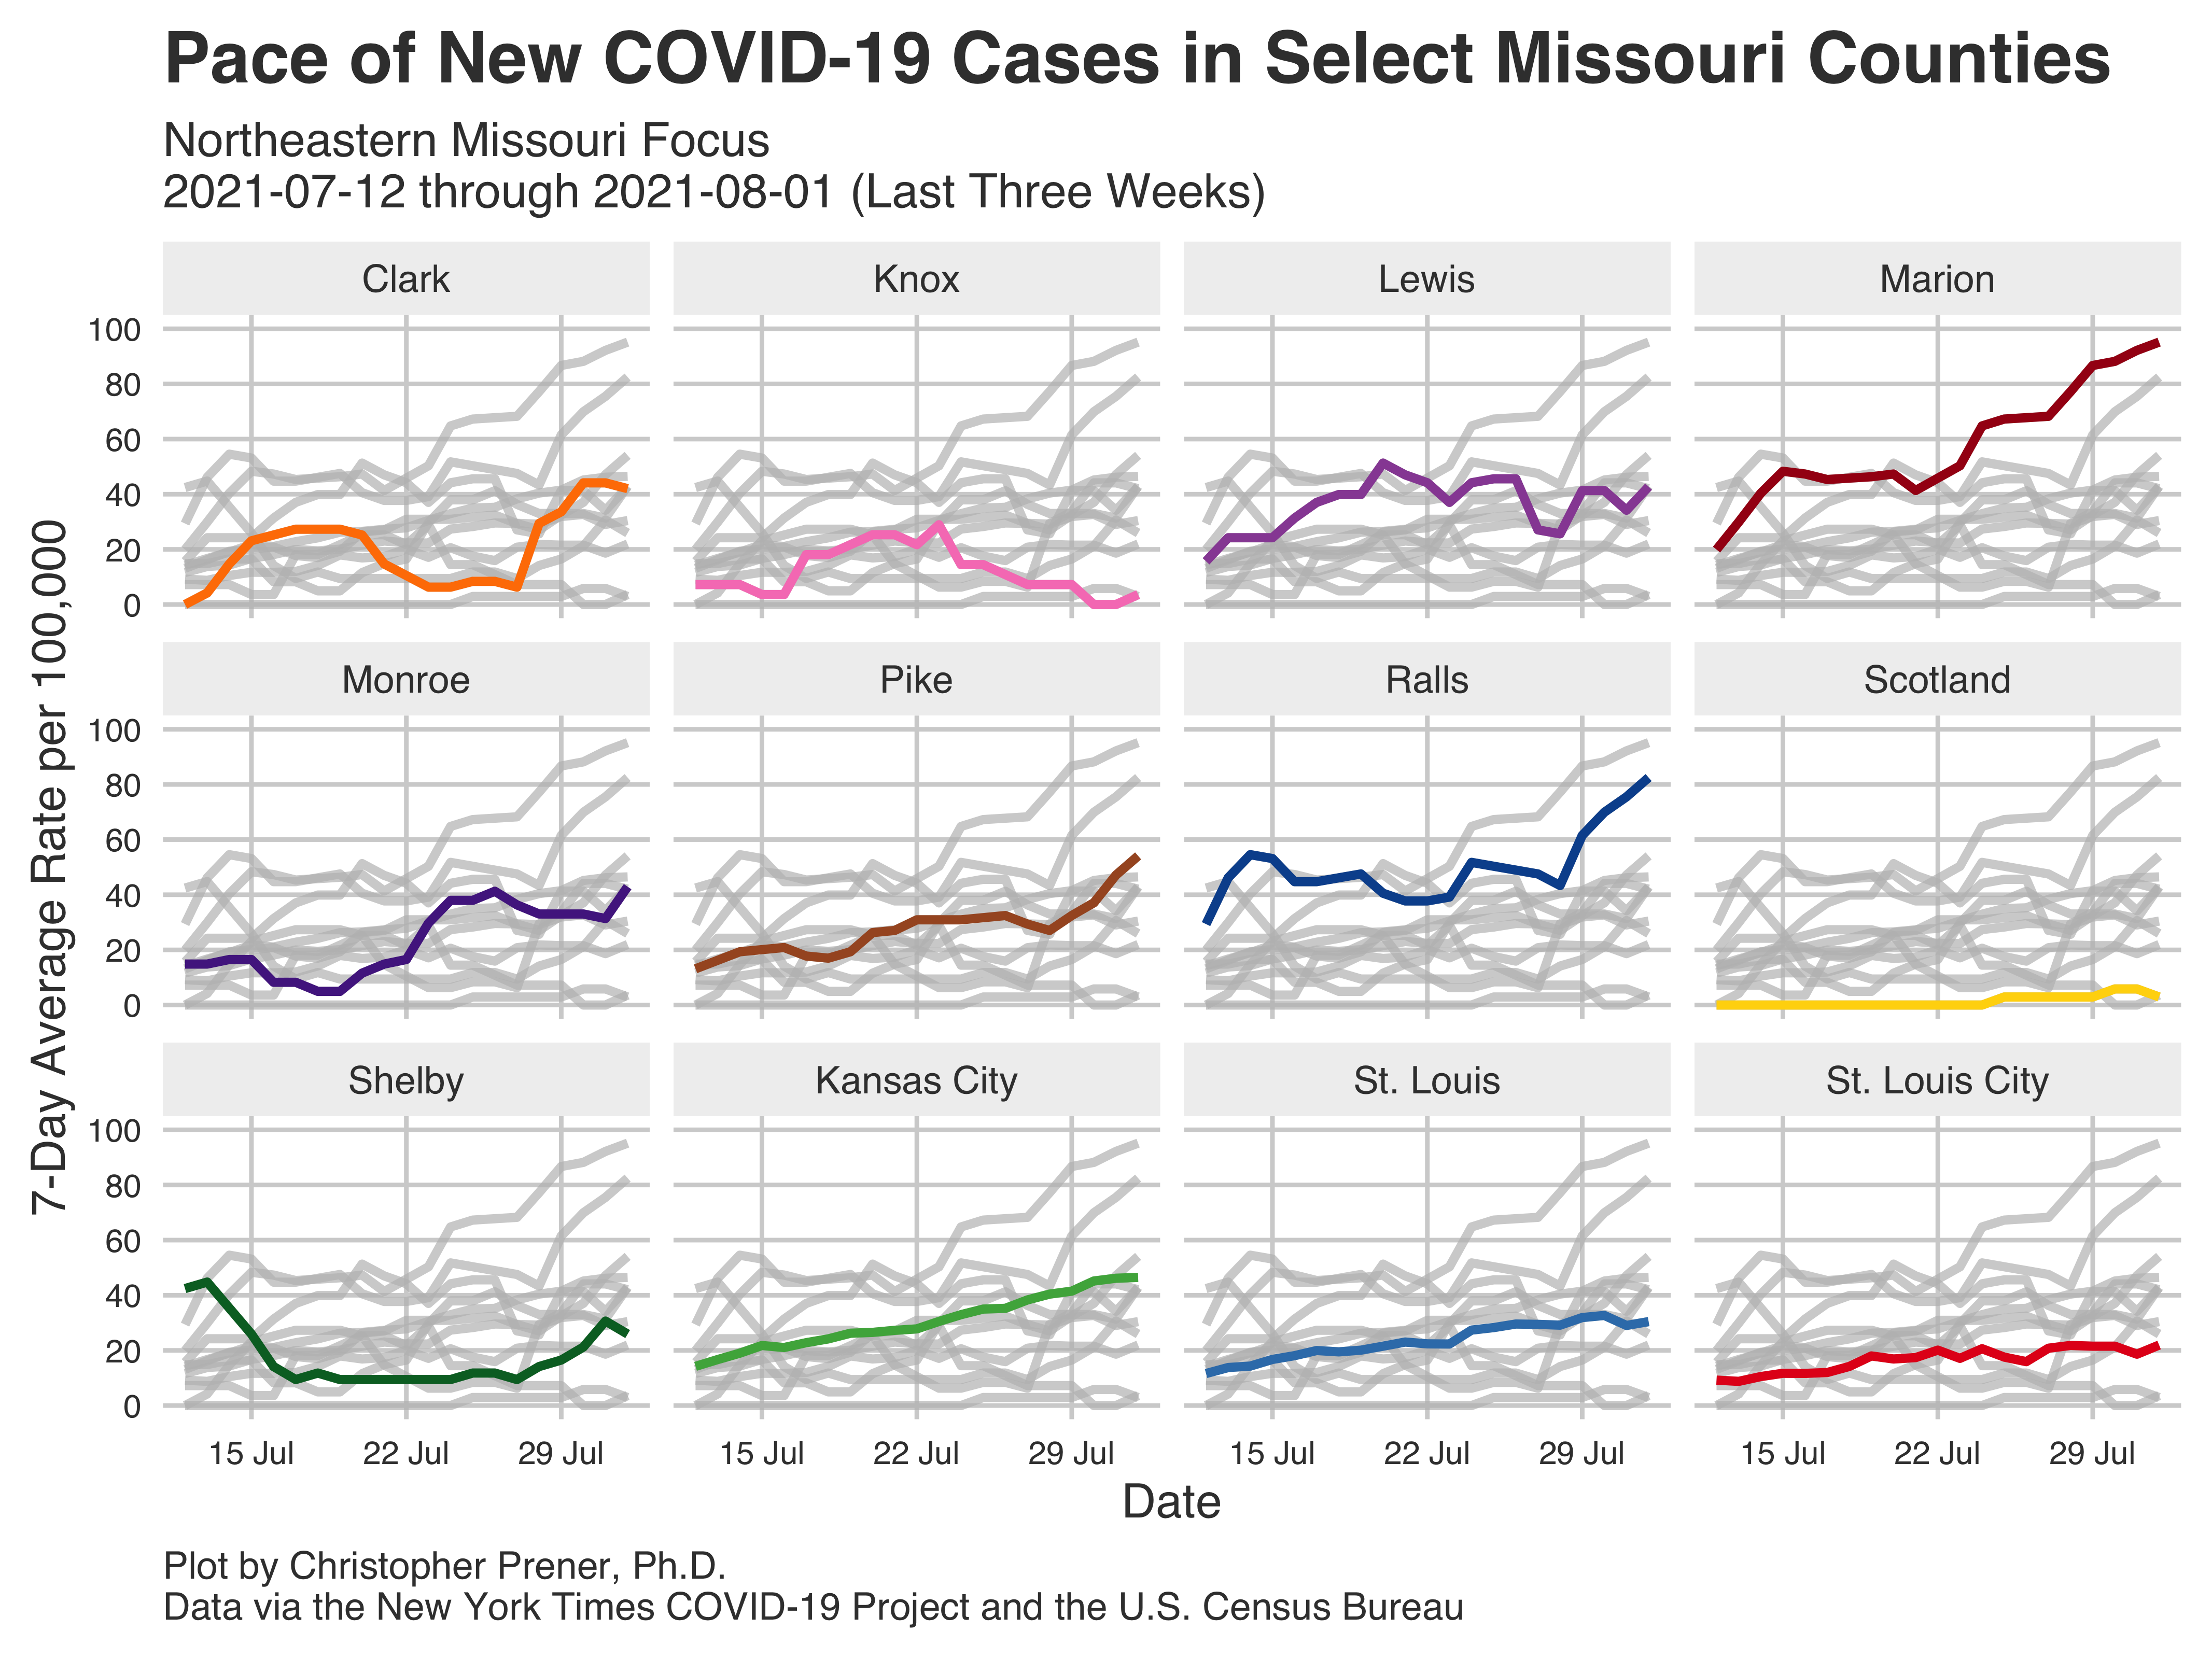 Pace of New COVID-19 Cases in Select Missouri Counties
Northeastern Missouri Focus
2021-07-12 through 2021-08-01 (Last Three Weeks)
7-Day Average Rate per 100,000
Clark
Knox
Lewis
Marion
100
80
60
40
20
0
Monroe
Pike
Ralls
Scotland
100
80
60
40
20
0
Shelby
Kansas City
St. Louis
St. Louis City
100
80
60
40
20
0
15 Jul 22 Jul 29 Jul 15 Jul 22 Jul 29 Jul 15 Jul 22 Jul 29 Jul 15 Jul 22 Jul 29 Jul
Date
Plot by Christopher Prener, Ph.D.
Data via the New York Times COVID-19 Project and the U.S. Census Bureau